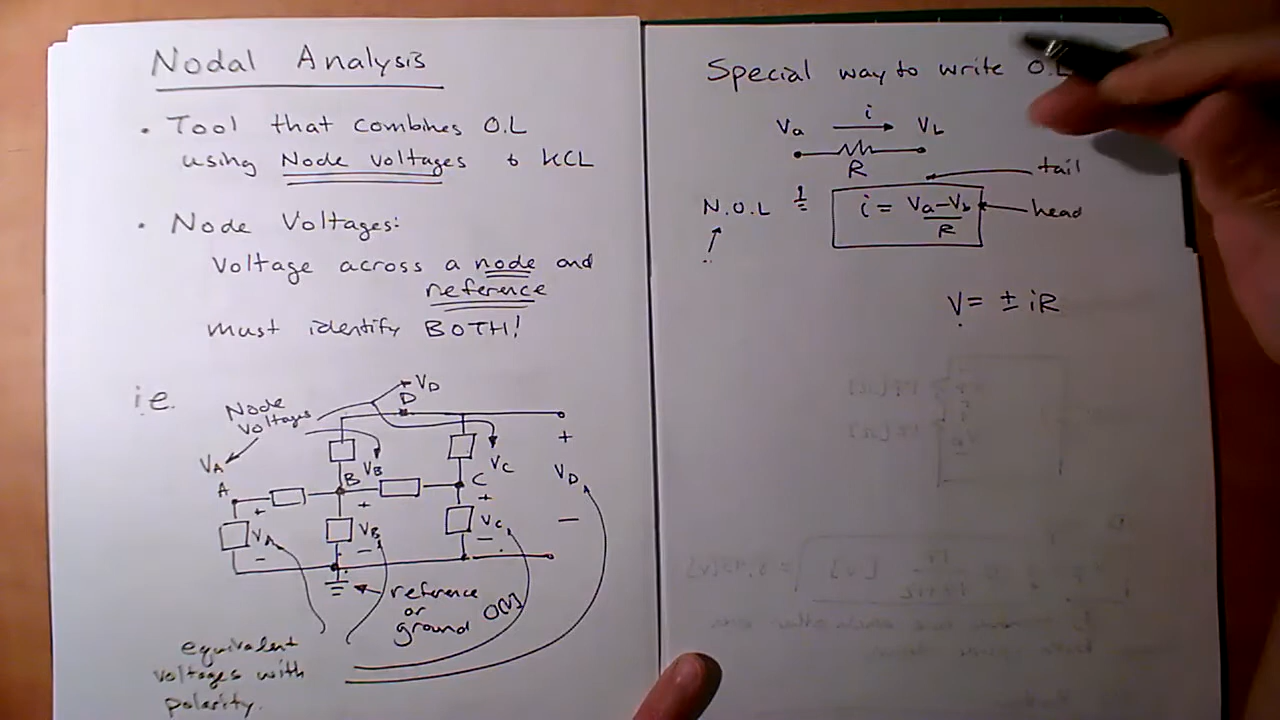 Nodal Analysis
• Tool that combines O.L
using Node voltages & KCL
• Node Voltages:
Voltage across a node and
reference
must identify BOTH!
i.e.
Node
Voltages
VD
D
VA
VB
VC
A
B
C
+
+
+
+
VD
VA
VB
VC
-
-
-
-
reference
or
ground
0[V]
equivalent
voltages with
polarity.
Special way to write O.L
Va
i
Vb
R
tail
N.O.L
i = Va-Vb
R
head
V = ± iR